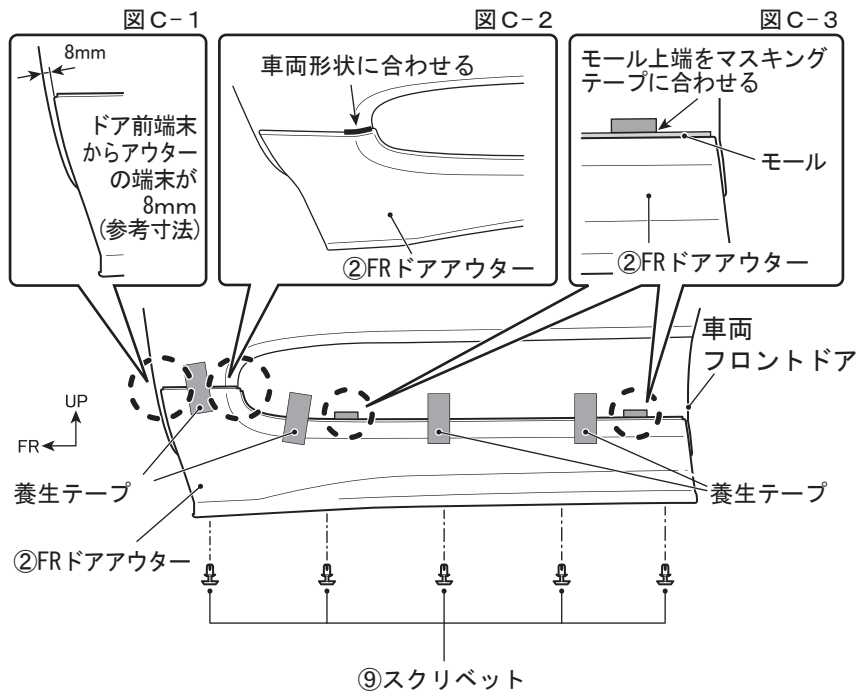 図C-1
8mm
ドア前端末
からアウター
の端末が
8mm
(参考寸法)
図C-2
車両形状に合わせる
②FRドアアウター
図C-3
モール上端をマスキング
テープに合わせる
モール
②FRドアアウター
車両
フロントドア
UP
FR
養生テープ
養生テープ
②FRドアアウター
⑨スクリベット